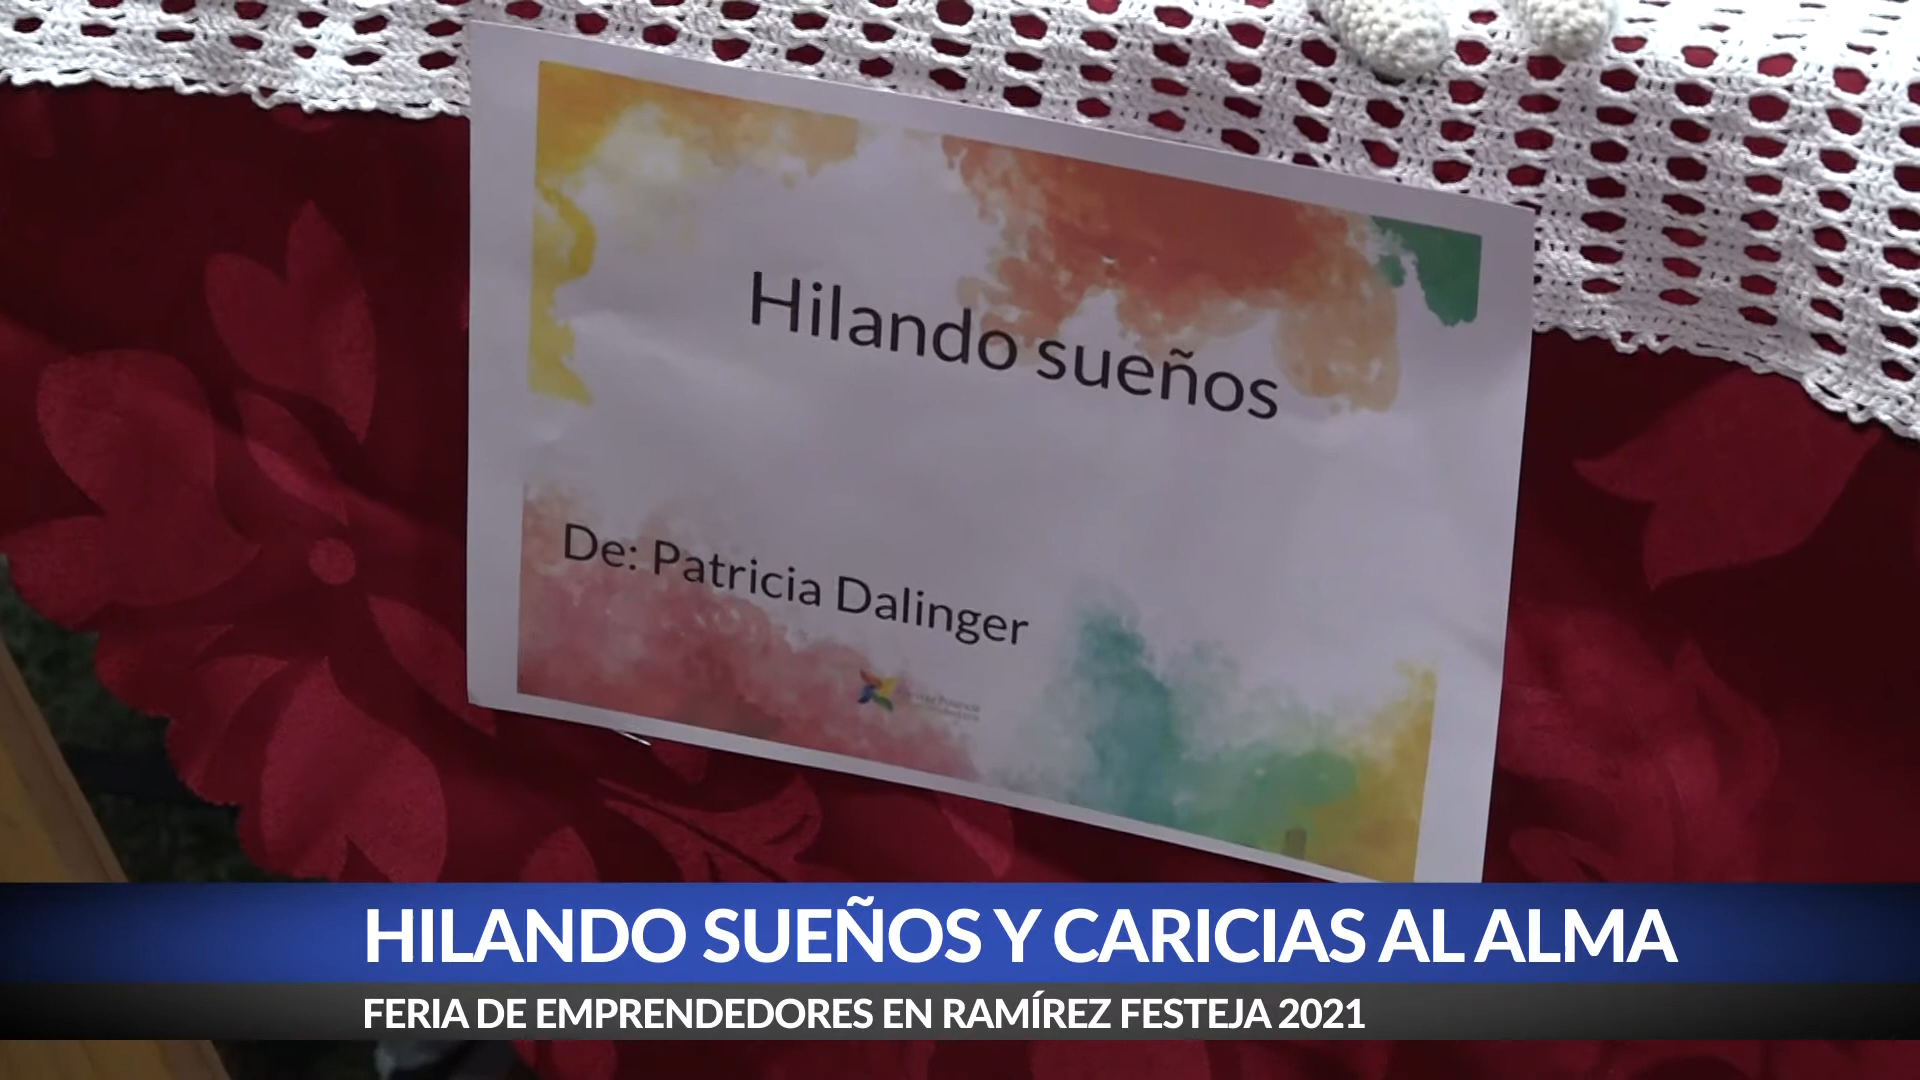 Hilando sueños
De: Patricia Dalinger
HILANDO SUEÑOS Y CARICIAS AL ALMA
FERIA DE EMPRENDEDORES EN RAMÍREZ FESTEJA 2021